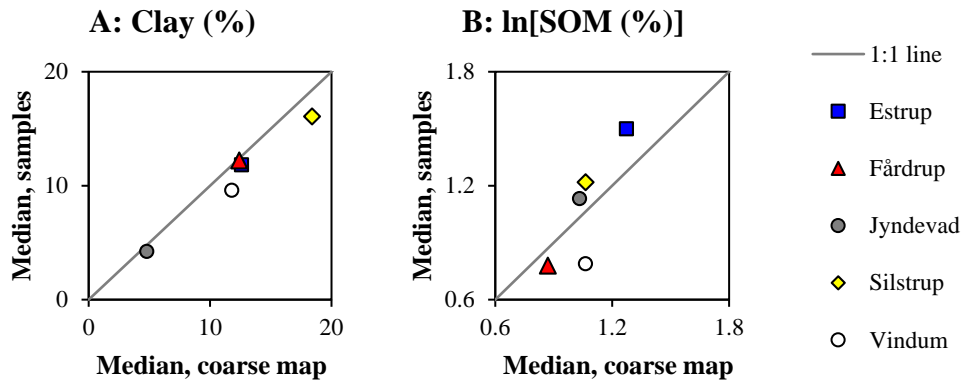 A: Clay (%)
Median, samples
20
10
0
0
10
20
Median, coarse map
B: ln[SOM (%)]
Median, samples
1.8
1.2
0.6
0.6
1.2
1.8
Median, coarse map
1:1 line
Estrup
Fårdrup
Jyndevad
Silstrup
Vindum